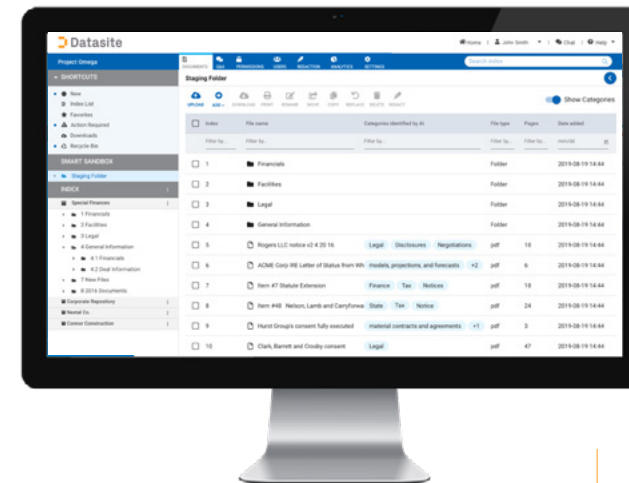 Datasite
Home | John Smith | Chat | Help
Project Omega
DOCUMENTS Q&A PERMISSIONS USERS REDACTION ANALYTICS SETTINGS
Search Index
SHORTCUTS
New
Index List
Favorites
Action Required
Downloads
Recycle Bin
SMART SANDBOX
Staging Folder
INDEX
Special Finances
1 Financials
2 Facilities
3 Legal
4 General Information
4.1 Financials
4.2 Deal Information
7 New Files
8 2016 Documents
Corporate Repository
Connor Construction
Staging Folder
UPLOAD ADD DOWNLOAD PRINT RENAME MOVE COPY REPLACE DELETE REDACT
Show Categories
Index File name Categories identified by AI File type Pages Date added
Filter by... Filter by... Filter by... Filter by... Filter by... mm/dd
1 Financials Folder 2019-08-19 14:44
2 Facilities Folder 2019-08-19 14:44
3 Legal Folder 2019-08-19 14:44
4 General Information Folder 2019-08-19 14:44
5 Rogers LLC notice v2 4 20 16 Legal Disclosures Negotiations pdf 10 2019-08-19 14:44
6 ACME Corp IRE Letter of Status from Wh models, projections, and forecasts +2 pdf 6 2019-08-19 14:44
7 Item #7 Statute Extension Finance Tax Notices pdf 10 2019-08-19 14:44
8 Item #48 Nelson, Lamb and Carryforwa State Tax Notice pdf 24 2019-08-19 14:44
9 Hurst Group's consent fully executed material contracts and agreements +1 pdf 3 2019-08-19 14:44
10 Clark, Barrett and Crosby consent Legal pdf 47 2019-08-19 14:44